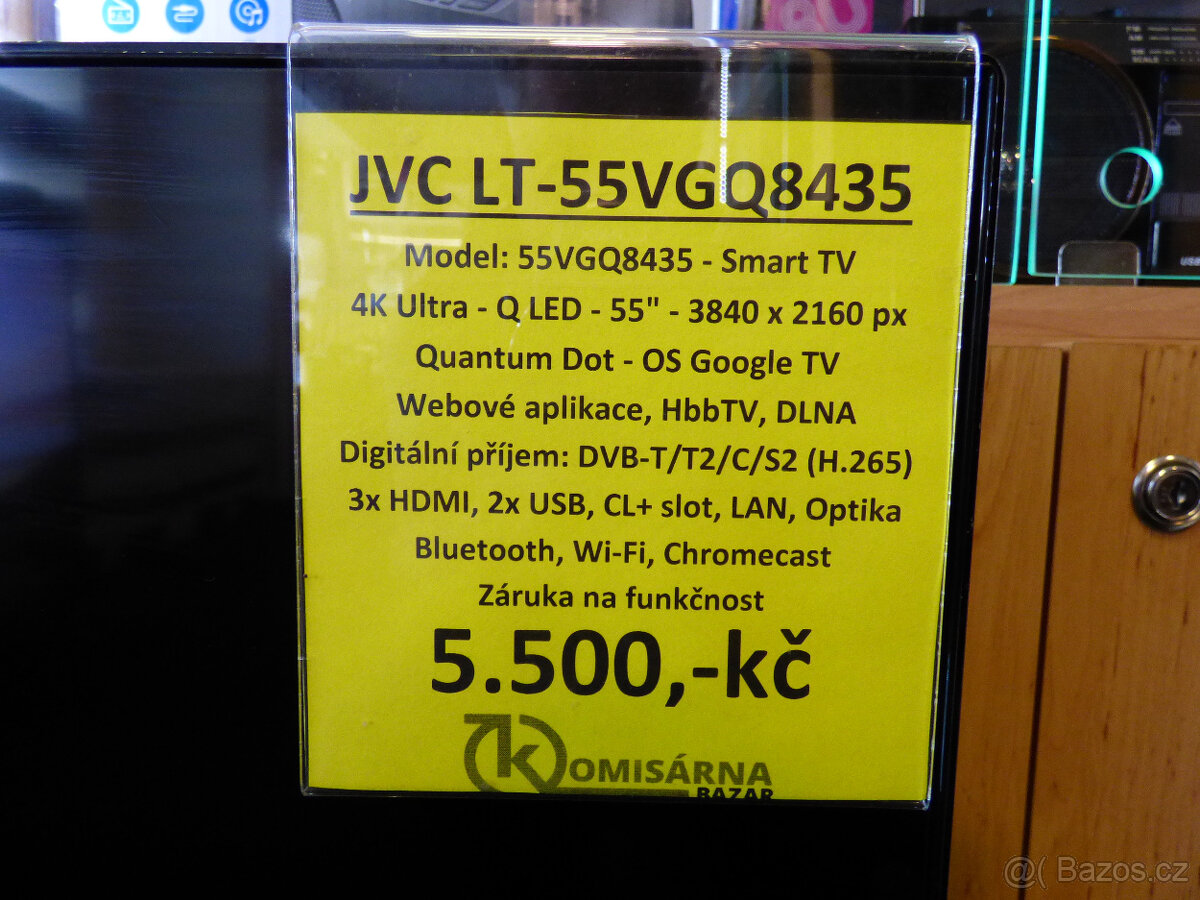 JVC LT-55VGQ8435
Model: 55VGQ8435 - Smart TV
4K Ultra - Q LED - 55" - 3840 x 2160 px
Quantum Dot - OS Google TV
Webové aplikace, HbbTV, DLNA
Digitální příjem: DVB-T/T2/C/S2 (H.265)
3x HDMI, 2x USB, CL+ slot, LAN, Optika
Bluetooth, Wi-Fi, Chromecast
Záruka na funkčnost
5.500,-kč
KOMISÁRNA
BAZAR
@( Bazos.cz